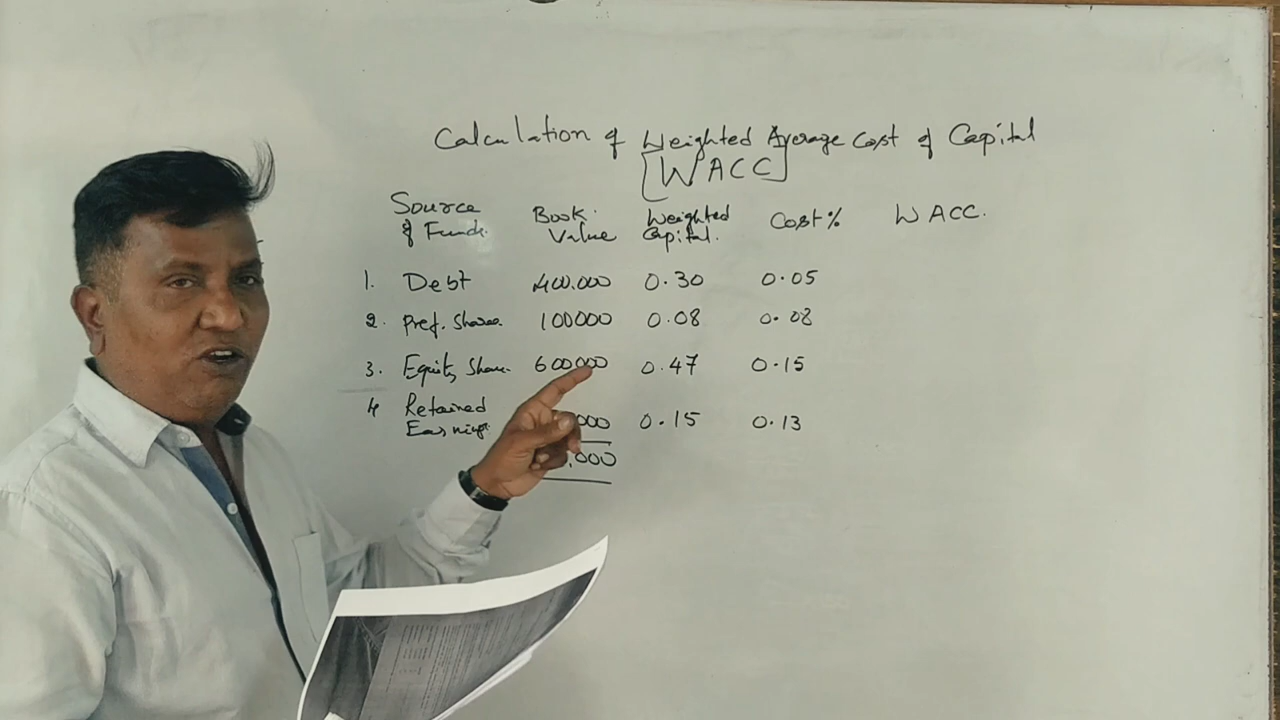 Calculation of Weighted Average Cost of Capital
[WACC]
Source of Funds. Book Value Weighted Capital. Cost % WACC.
1. Debt 400.000 0.30 0.05
2. Pref. Shares 100000 0.08 0.08
3. Equity Share. 600000 0.47 0.15
4 Retained Earnings 000 0.15 0.13
,000